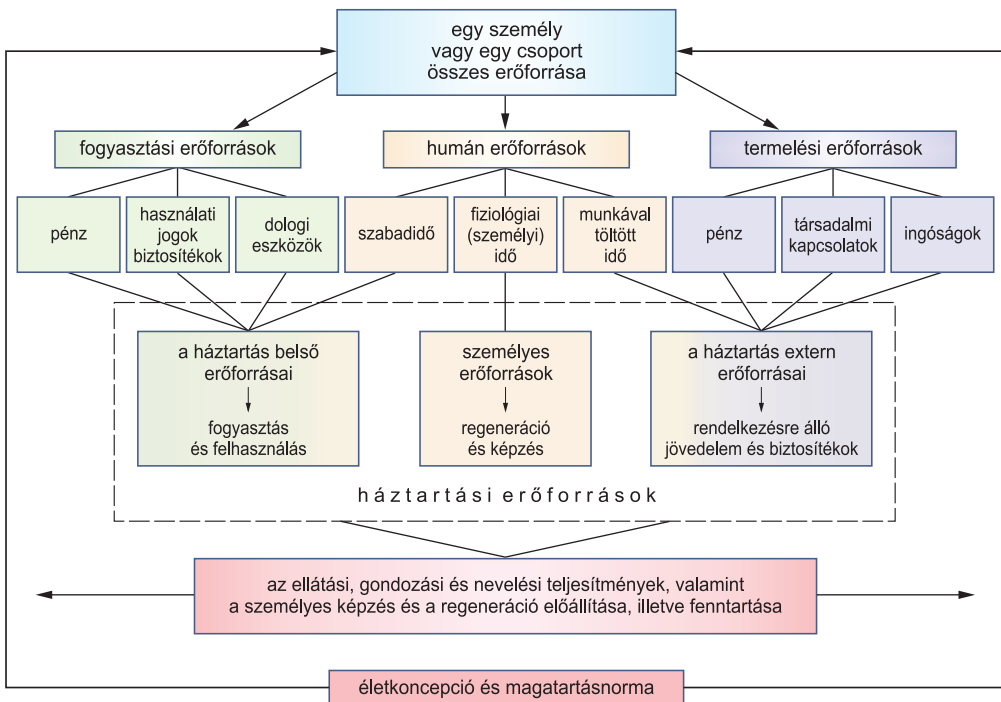 egy személy
vagy egy csoport
összes erőforrása
fogyasztási erőforrások
humán erőforrások
termelési erőforrások
pénz
használati
jogok
biztosítékok
dologi
eszközök
szabadidő
fiziológiai
(személyi)
idő
munkával
töltött
idő
pénz
társadalmi
kapcsolatok
ingóságok
a háztartás belső
erőforrásai
fogyasztás
és felhasználás
személyes
erőforrások
regeneráció
és képzés
a háztartás extern
erőforrásai
rendelkezésre álló
jövedelem és biztosítékok
háztartási erőforrások
az ellátási, gondozási és nevelési teljesítmények, valamint
a személyes képzés és a regeneráció előállítása, illetve fenntartása
életkoncepció és magatartásnorma